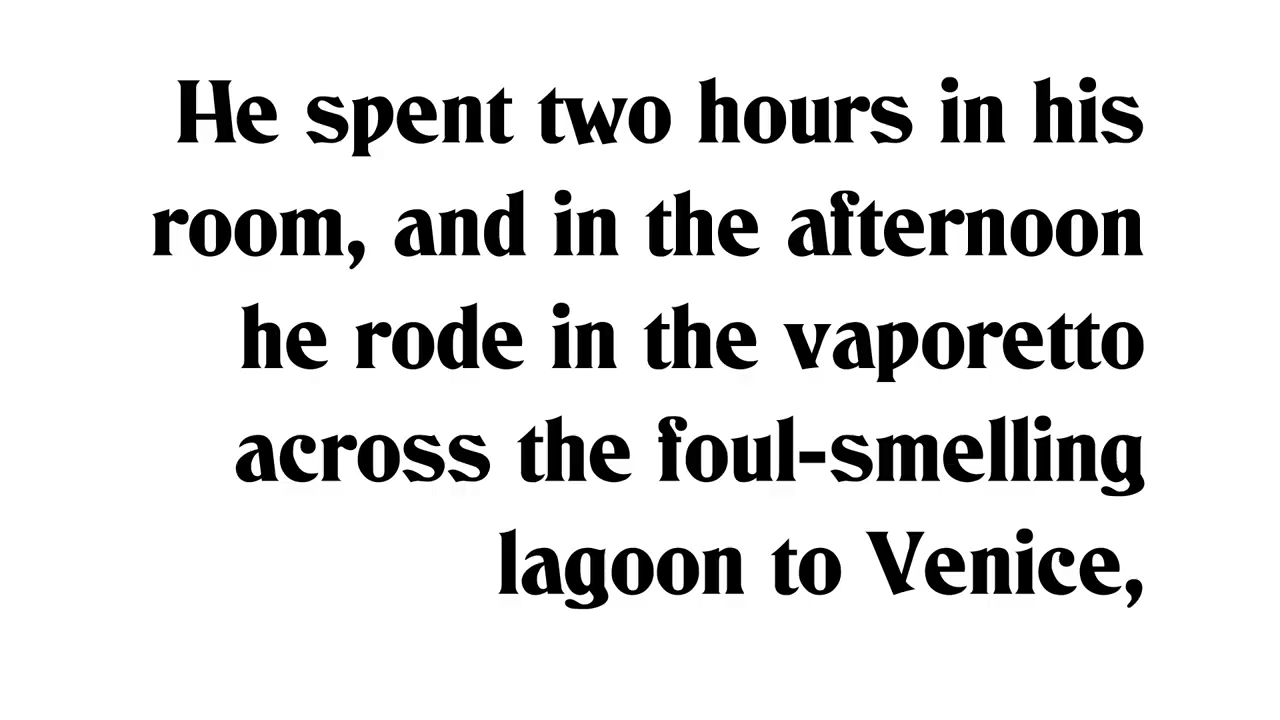 He spent two hours in his
room, and in the afternoon
he rode in the vaporetto
across the foul-smelling
lagoon to Venice,